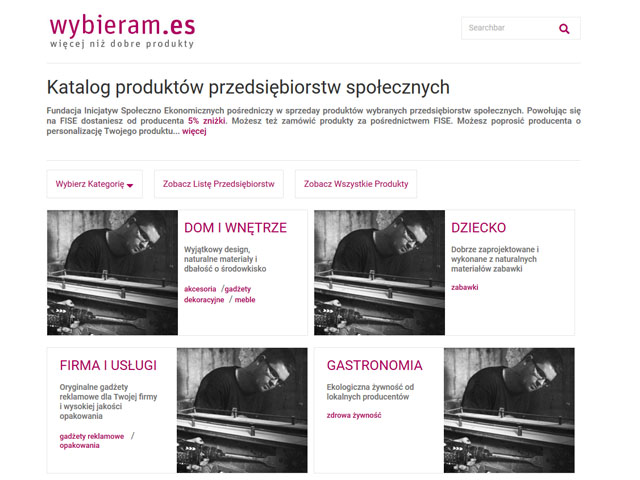 wybieram.es
więcej niż dobre produkty
Searchbar
Katalog produktów przedsiębiorstw społecznych
Fundacja Inicjatyw Społeczno Ekonomicznych pośredniczy w sprzeday produktów wybranych przedsiębiorstw społecznych. Powołując się
na FISE dostaniesz od producenta 5% zniżki. Możesz też zamówić produkty za pośrednictwem FISE. Możesz poprosić producenta o
personalizację Twojego produktu... więcej
Wybierz Kategorię
Zobacz Listę Przedsiębiorstw
Zobacz Wszystkie Produkty
DOM I WNĘTRZE
Wyjątkowy design,
naturalne materiały i
dbałość o środowisko
akcesoria /gadżety
dekoracyjne / meble
DZIECKO
Dobrze zaprojektowane i
wykonane z naturalnych
materiałów zabawki
zabawki
FIRMA I USŁUGI
Oryginalne gadżety
reklamowe dla Twojej firmy
i wysokiej jakości
opakowania
gadżety reklamowe /
opakowania
GASTRONOMIA
Ekologiczna żywność od
lokalnych producentów
zdrowa żywność